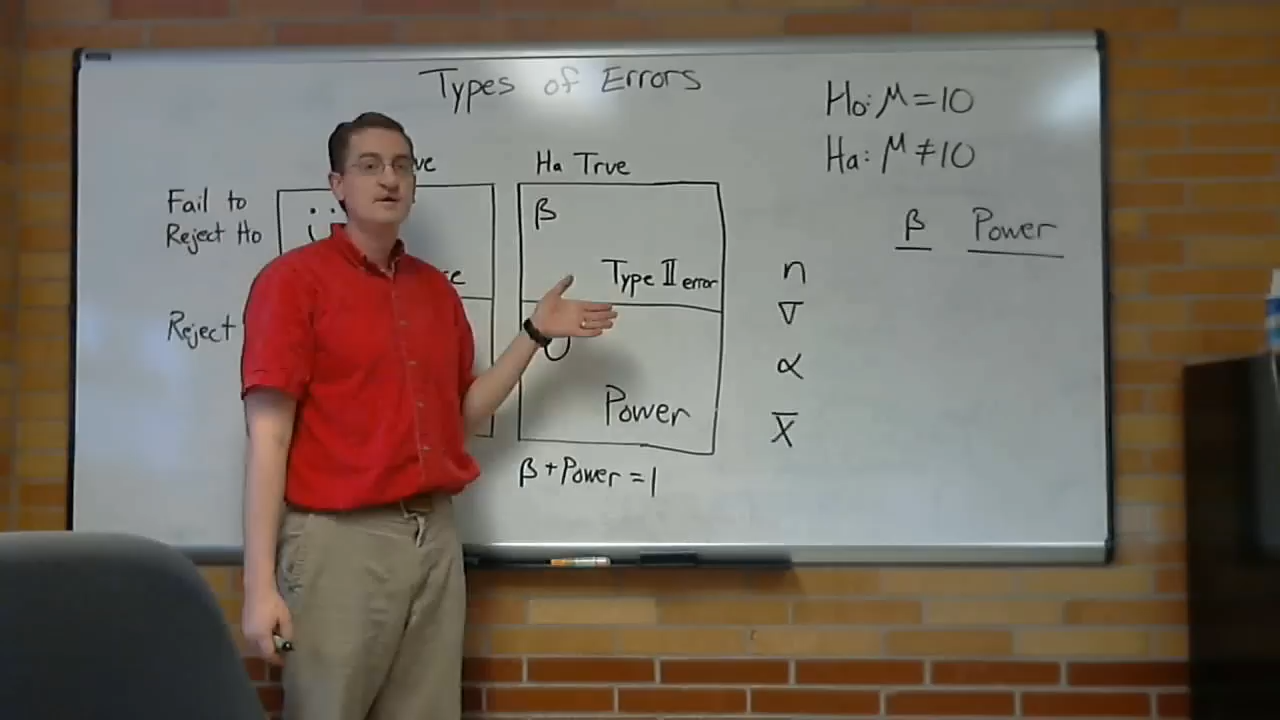 Types of Errors
Ho: μ = 10
Ha: μ ≠ 10
Ha True
Fail to
Reject Ho
β
Type II error
Reject
Power
β + Power = 1
β Power
n
σ
α
x̄